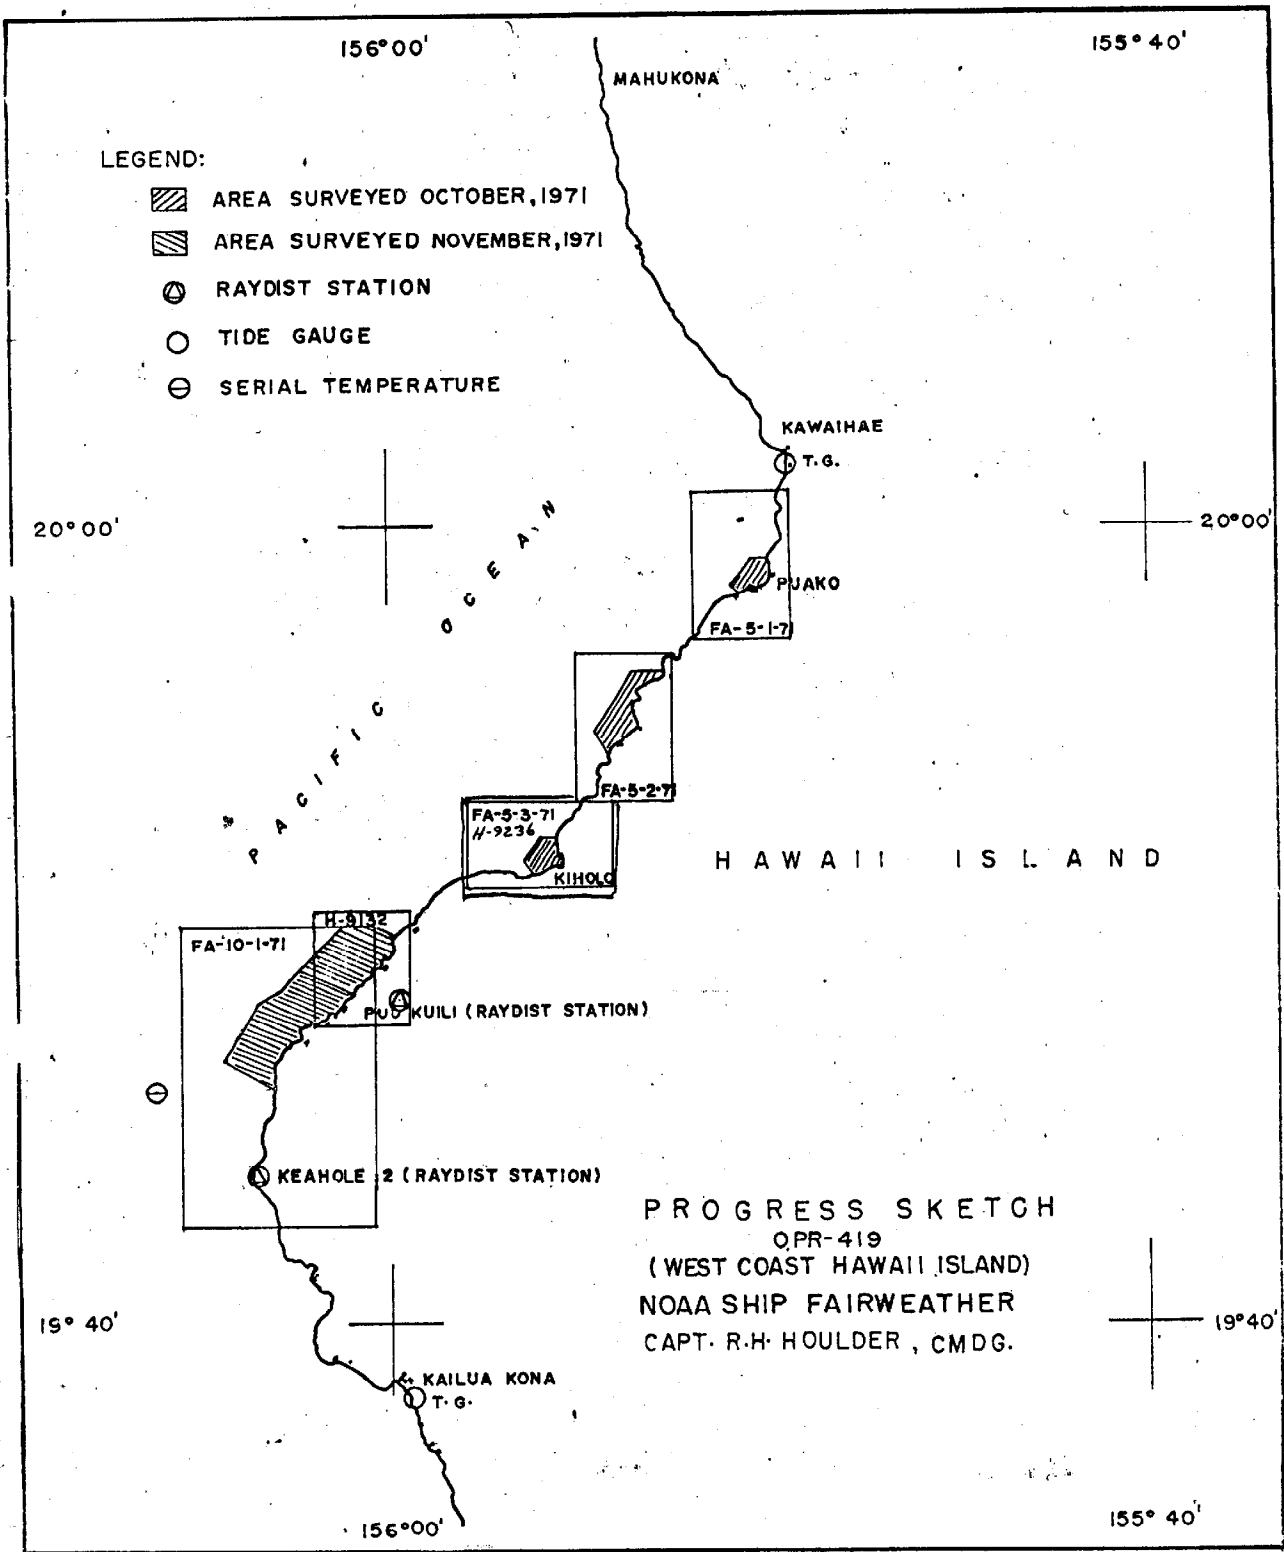 156°00'
155°40'
MAHUKONA
LEGEND:
AREA SURVEYED OCTOBER, 1971
AREA SURVEYED NOVEMBER, 1971
RAYDIST STATION
TIDE GAUGE
SERIAL TEMPERATURE
KAWAIHAE
T.G.
20°00'
20°00'
PACIFIC OCEAN
PUAKO
FA-5-1-71
FA-5-2-71
FA-5-3-71
H-9236
KIHOLO
HAWAII ISLAND
H-9132
FA-10-1-71
PUU KUILI (RAYDIST STATION)
KEAHOLE 2 (RAYDIST STATION)
PROGRESS SKETCH
OPR-419
(WEST COAST HAWAII ISLAND)
NOAA SHIP FAIRWEATHER
CAPT. R.H. HOULDER, CMDG.
19°40'
19°40'
KAILUA KONA
T.G.
156°00'
155°40'